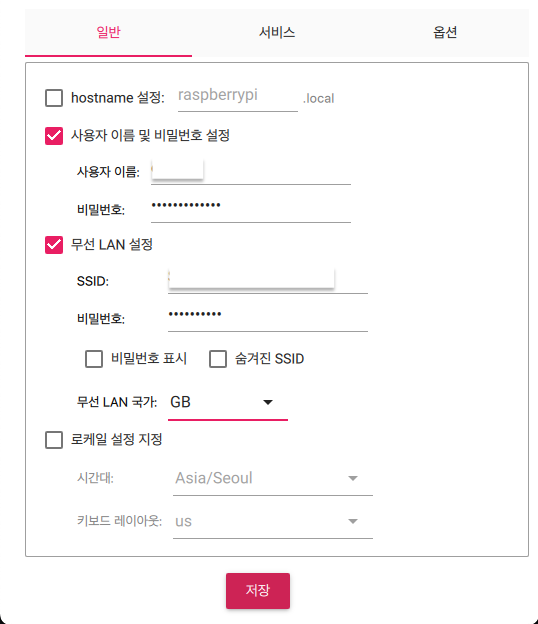 일반 서비스 옵션
hostname 설정: raspberrypi .local
사용자 이름 및 비밀번호 설정
사용자 이름:
비밀번호: •••••••••••••
무선 LAN 설정
SSID:
비밀번호: ••••••••••
비밀번호 표시 숨겨진 SSID
무선 LAN 국가: GB
로케일 설정 지정
시간대: Asia/Seoul
키보드 레이아웃: us
저장